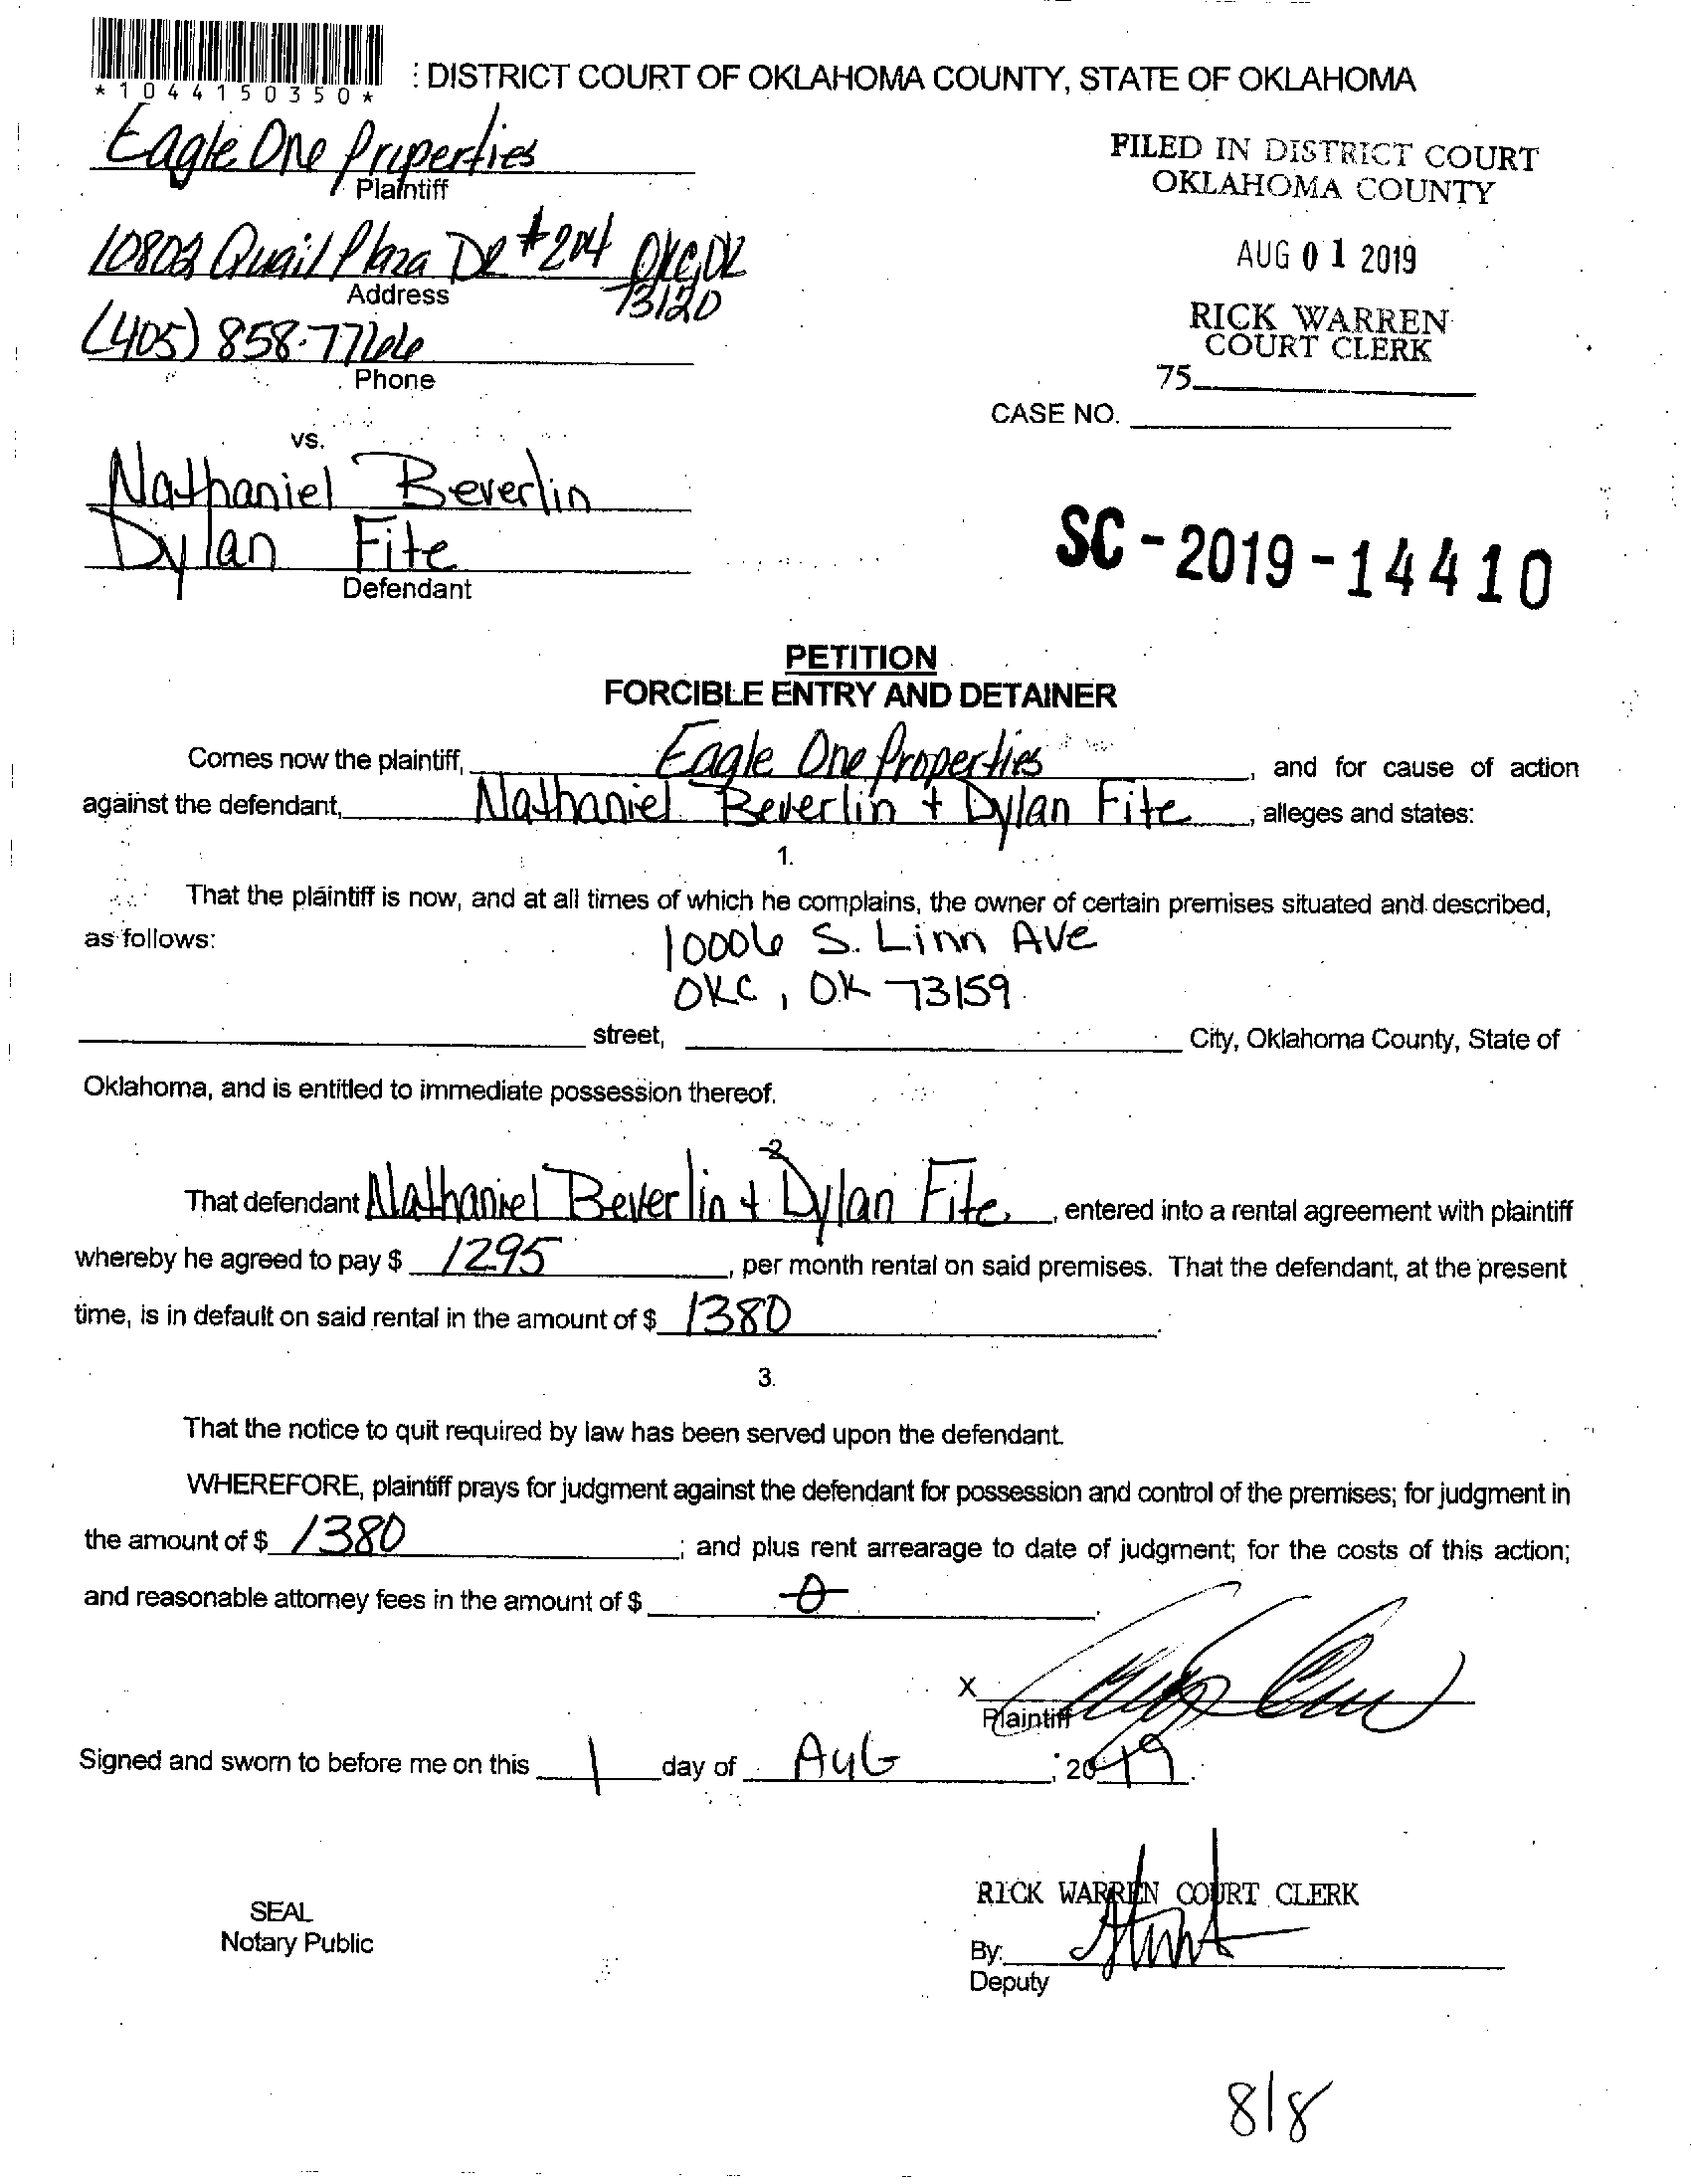 *1044150350*
: DISTRICT COURT OF OKLAHOMA COUNTY, STATE OF OKLAHOMA
Eagle One Properties
Plaintiff
FILED IN DISTRICT COURT
OKLAHOMA COUNTY
10802 Quail Plaza DR #204 OKC, OK
73120
Address
AUG 01 2019
(405) 858-7766
Phone
RICK WARREN
COURT CLERK
75
CASE NO.
vs.
Nathaniel Beverlin
Dylan Fite
Defendant
SC-2019-14410
PETITION
FORCIBLE ENTRY AND DETAINER
Comes now the plaintiff, Eagle One Properties, and for cause of action
against the defendant, Nathaniel Beverlin + Dylan Fite, alleges and states:
1.
That the plaintiff is now, and at all times of which he complains, the owner of certain premises situated and described,
as follows: 10006 S. Linn Ave
OKC, OK 73159
street, City, Oklahoma County, State of
Oklahoma, and is entitled to immediate possession thereof.
2.
That defendant Nathaniel Beverlin + Dylan Fite, entered into a rental agreement with plaintiff
whereby he agreed to pay $ 1295, per month rental on said premises. That the defendant, at the present
time, is in default on said rental in the amount of $ 1380.
3.
That the notice to quit required by law has been served upon the defendant.
WHEREFORE, plaintiff prays for judgment against the defendant for possession and control of the premises; for judgment in
the amount of $ 1380; and plus rent arrearage to date of judgment; for the costs of this action;
and reasonable attorney fees in the amount of $ 0.
X
Plaintiff
Signed and sworn to before me on this 1 day of AUG, 2019.
RICK WARREN COURT CLERK
SEAL
Notary Public
By:
Deputy
8/8